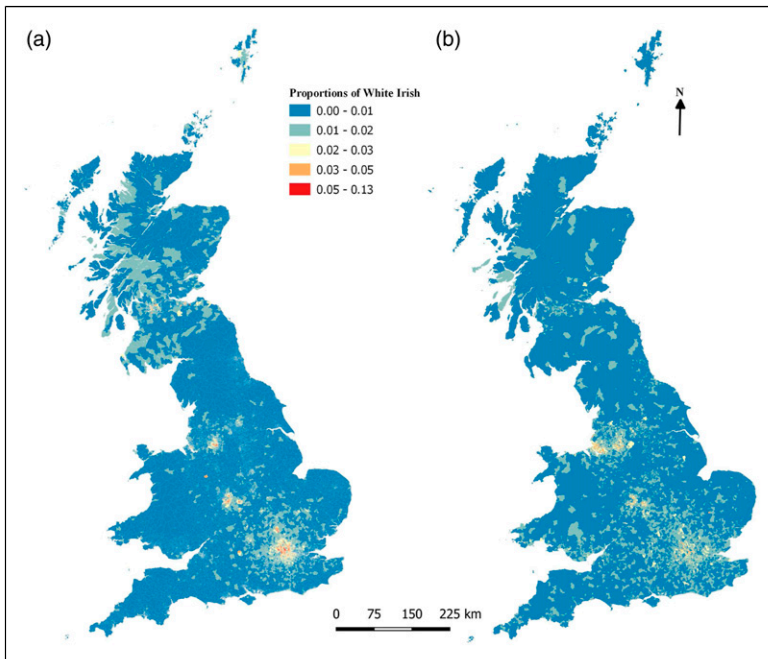 (a)
(b)
Proportions of White Irish
0.00 - 0.01
0.01 - 0.02
0.02 - 0.03
0.03 - 0.05
0.05 - 0.13
N
0 75 150 225 km